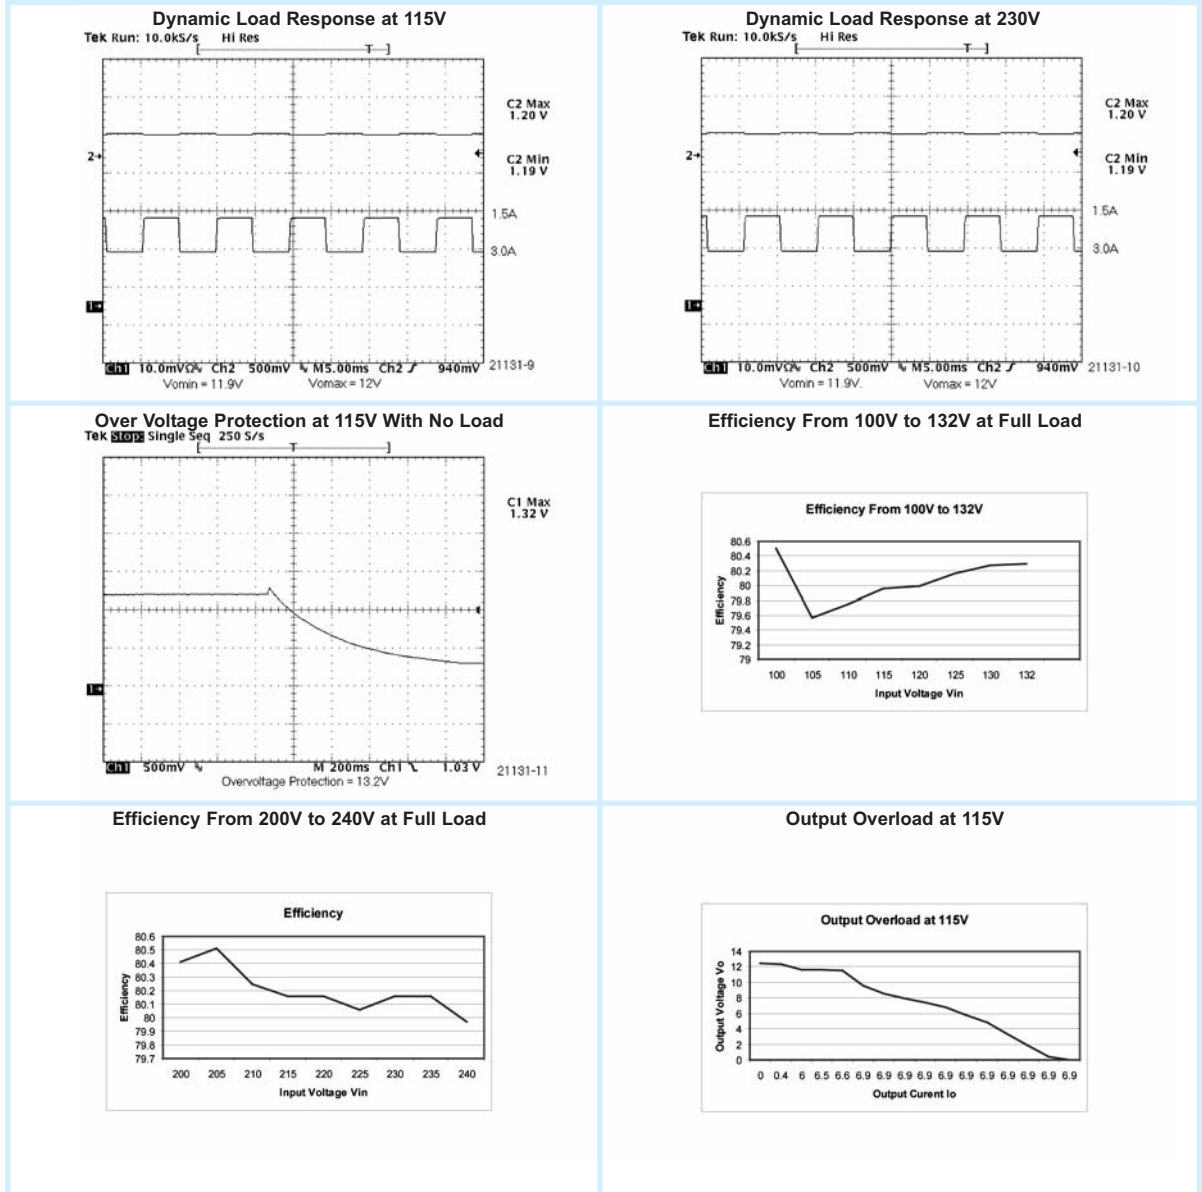 Dynamic Load Response at 115V
Tek Run: 10.0kS/s Hi Res
[ T ]
C2 Max
1.20 V
2→
C2 Min
1.19 V
1.5A
3.0A
1→
Ch1 10.0mVΩ Ch2 500mV M5.00ms Ch2 940mV
21131-9
Vomin = 11.9V Vomax = 12V
Dynamic Load Response at 230V
Tek Run: 10.0kS/s Hi Res
[ T ]
C2 Max
1.20 V
2→
C2 Min
1.19 V
1.5A
3.0A
1→
Ch1 10.0mVΩ Ch2 500mV M5.00ms Ch2 940mV
21131-10
Vomin = 11.9V. Vomax = 12V
Over Voltage Protection at 115V With No Load
Tek Stop: Single Seq 250 S/s
[ T ]
C1 Max
1.32 V
1→
Ch1 500mV M 200ms Ch1 1.03 V
21131-11
Overvoltage Protection = 13.2V
Efficiency From 100V to 132V at Full Load
Efficiency From 100V to 132V
Efficiency
80.6
80.4
80.2
80
79.8
79.6
79.4
79.2
79
100 105 110 115 120 125 130 132
Input Voltage Vin
Efficiency From 200V to 240V at Full Load
Efficiency
Efficiency
80.6
80.5
80.4
80.3
80.2
80.1
80
79.9
79.8
79.7
200 205 210 215 220 225 230 235 240
Input Voltage Vin
Output Overload at 115V
Output Overload at 115V
Output Voltage Vo
14
12
10
8
6
4
2
0
0 0.4 6 6.5 6.6 6.9 6.9 6.9 6.9 6.9 6.9 6.9 6.9 6.9 6.9 6.9
Output Curent Io